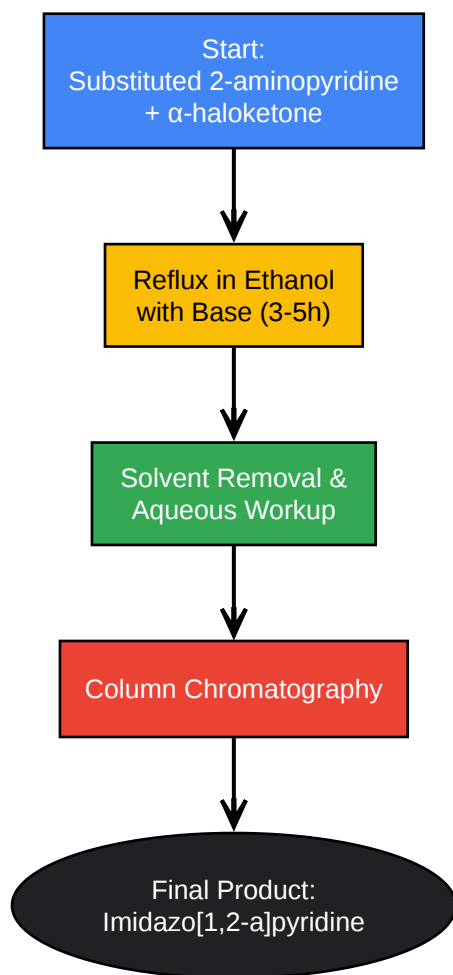 Start:
Substituted 2-aminopyridine
+ α-haloketone
Reflux in Ethanol
with Base (3-5h)
Solvent Removal &
Aqueous Workup
Column Chromatography
Final Product:
Imidazo[1,2-a]pyridine